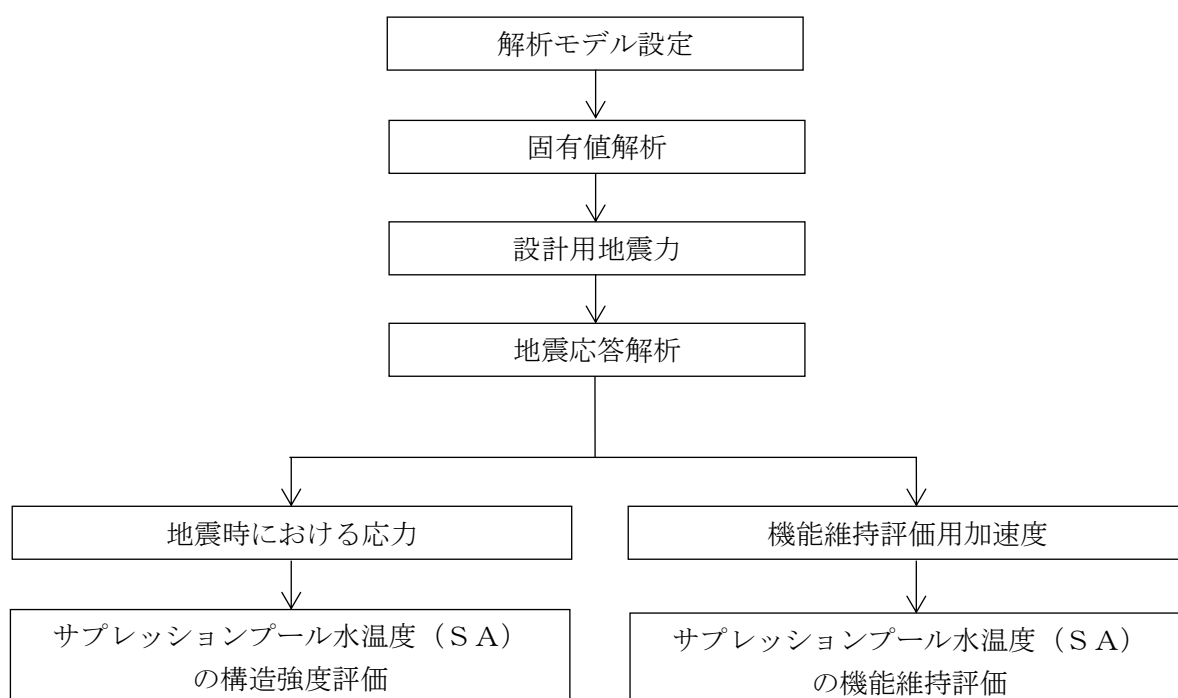 解析モデル設定
固有値解析
設計用地震力
地震応答解析
地震時における応力
機能維持評価用加速度
サプレッションプール水温度(SA)
の構造強度評価
サプレッションプール水温度(SA)
の機能維持評価